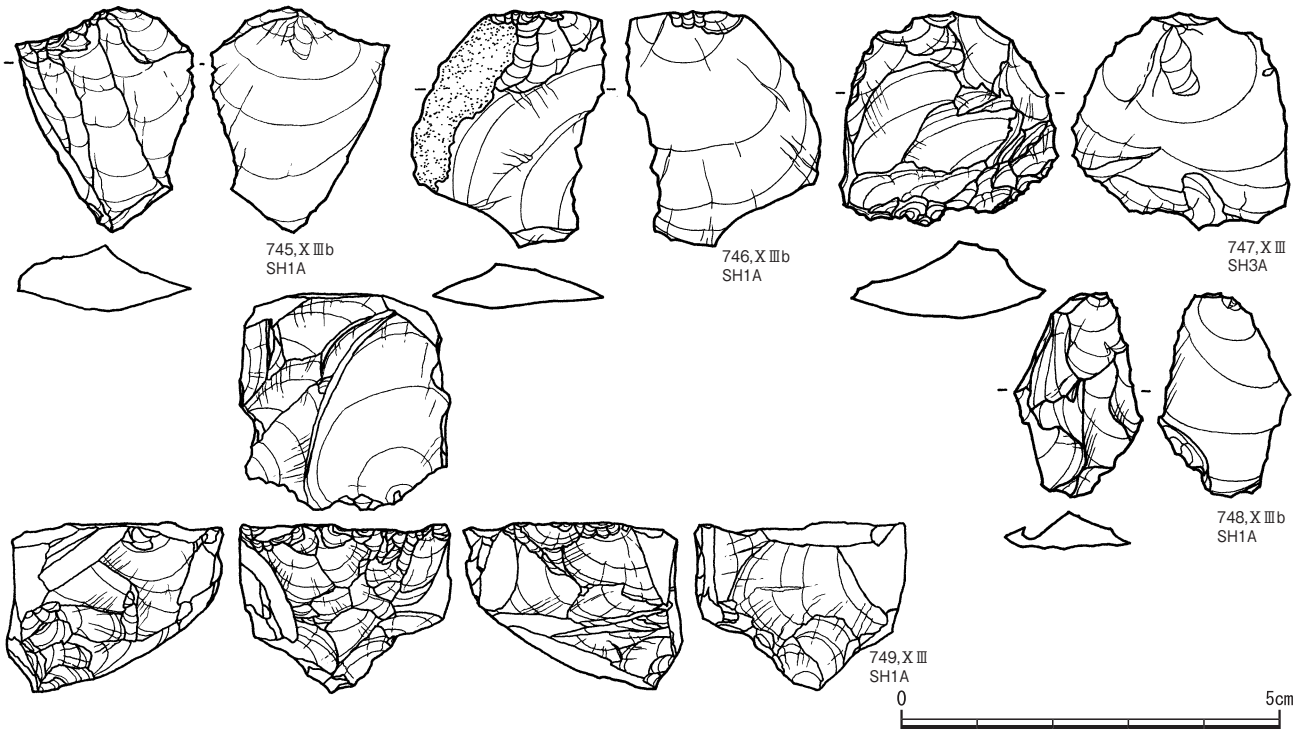 745,XⅢb
SH1A
746,XⅢb
SH1A
747,XⅢ
SH3A
748,XⅢb
SH1A
749,XⅢ
SH1A
0 5cm